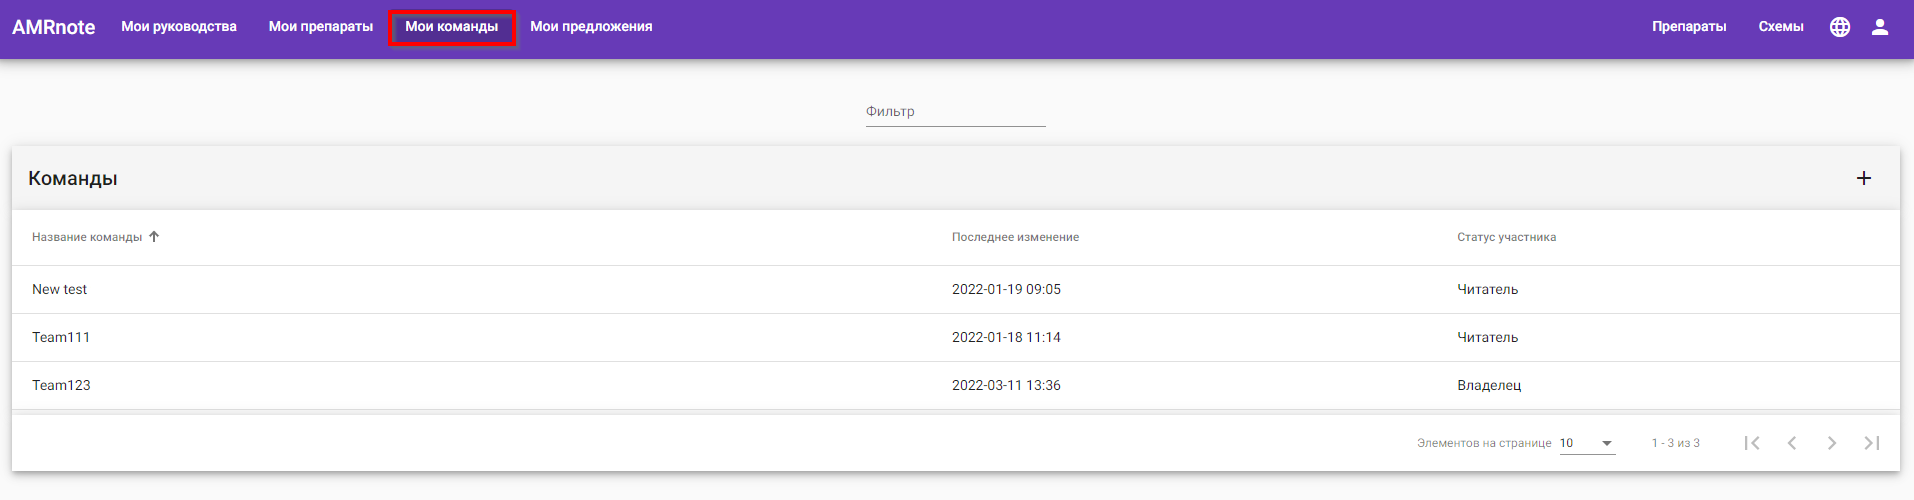 AMRnote Мои руководства Мои препараты Мои команды Мои предложения Препараты Схемы
Фильтр
Команды
Название команды Последнее изменение Статус участника
New test 2022-01-19 09:05 Читатель
Team111 2022-01-18 11:14 Читатель
Team123 2022-03-11 13:36 Владелец
Элементов на странице 10 1 - 3 из 3